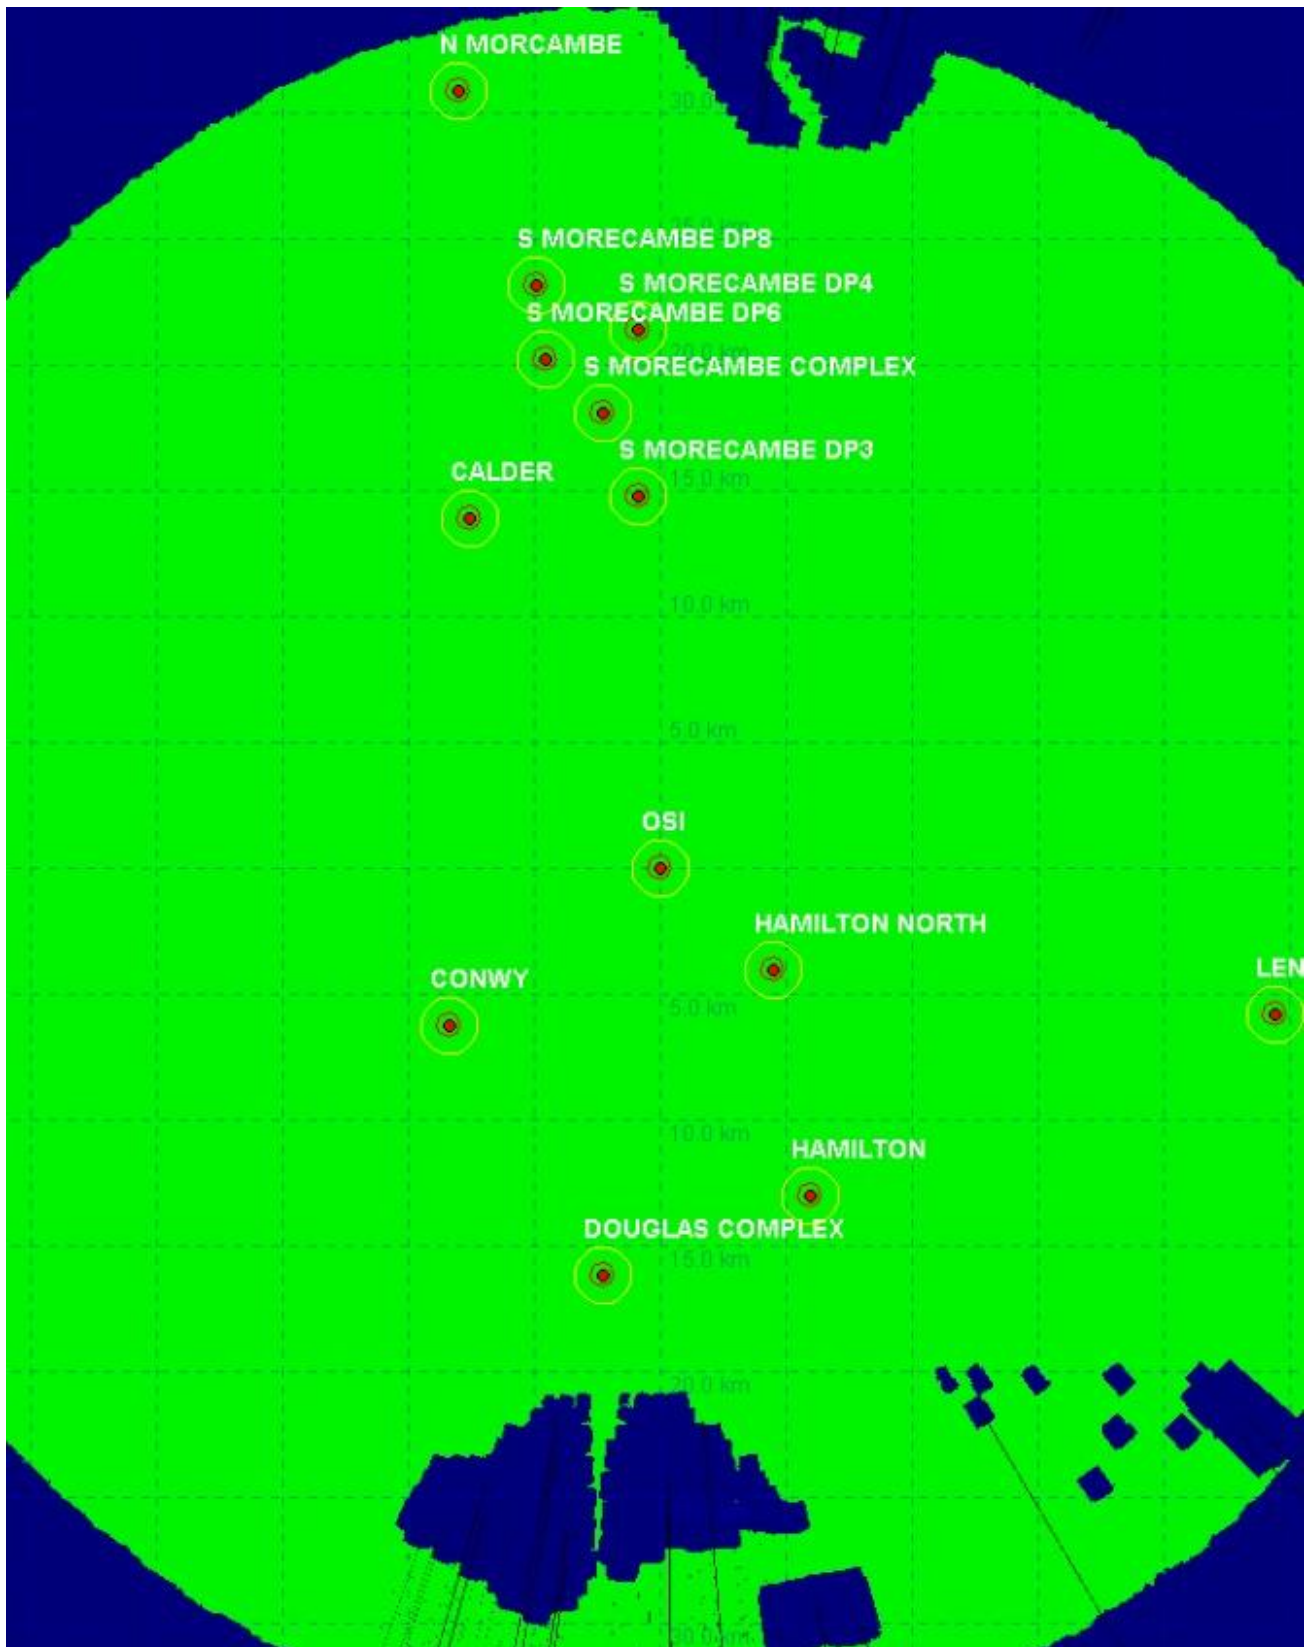 N MORCAMBE
30.0
25.0 km
S MORECAMBE DP8
S MORECAMBE DP4
S MORECAMBE DP6
20.0 km
S MORECAMBE COMPLEX
S MORECAMBE DP3
CALDER
15.0 km
10.0 km
5.0 km
OSI
HAMILTON NORTH
CONWY
LEN
5.0 km
10.0 km
HAMILTON
DOUGLAS COMPLEX
15.0 km
20.0 km
30.0 km